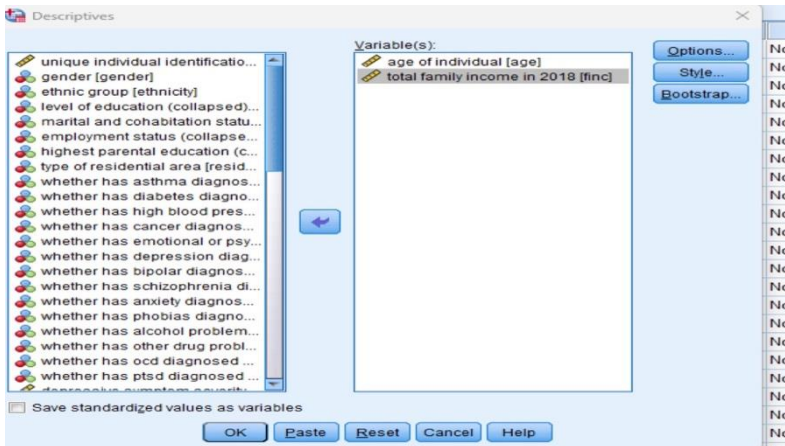 Descriptives
unique individual identificatio...
gender [gender]
ethnic group [ethnicity]
level of education (collapsed)...
marital and cohabitation statu...
employment status (collapse...
highest parental education (c...
type of residential area [resid...
whether has asthma diagnos...
whether has diabetes diagno...
whether has high blood pres...
whether has cancer diagnos...
whether has emotional or psy...
whether has depression diag...
whether has bipolar diagnos...
whether has schizophrenia di...
whether has anxiety diagnos...
whether has phobias diagno...
whether has alcohol problem...
whether has other drug probl...
whether has ocd diagnosed ...
whether has ptsd diagnosed ...
depressive symptom severity...
Variable(s):
age of individual [age]
total family income in 2018 [finc]
Options...
Style...
Bootstrap...
Save standardized values as variables
OK Paste Reset Cancel Help